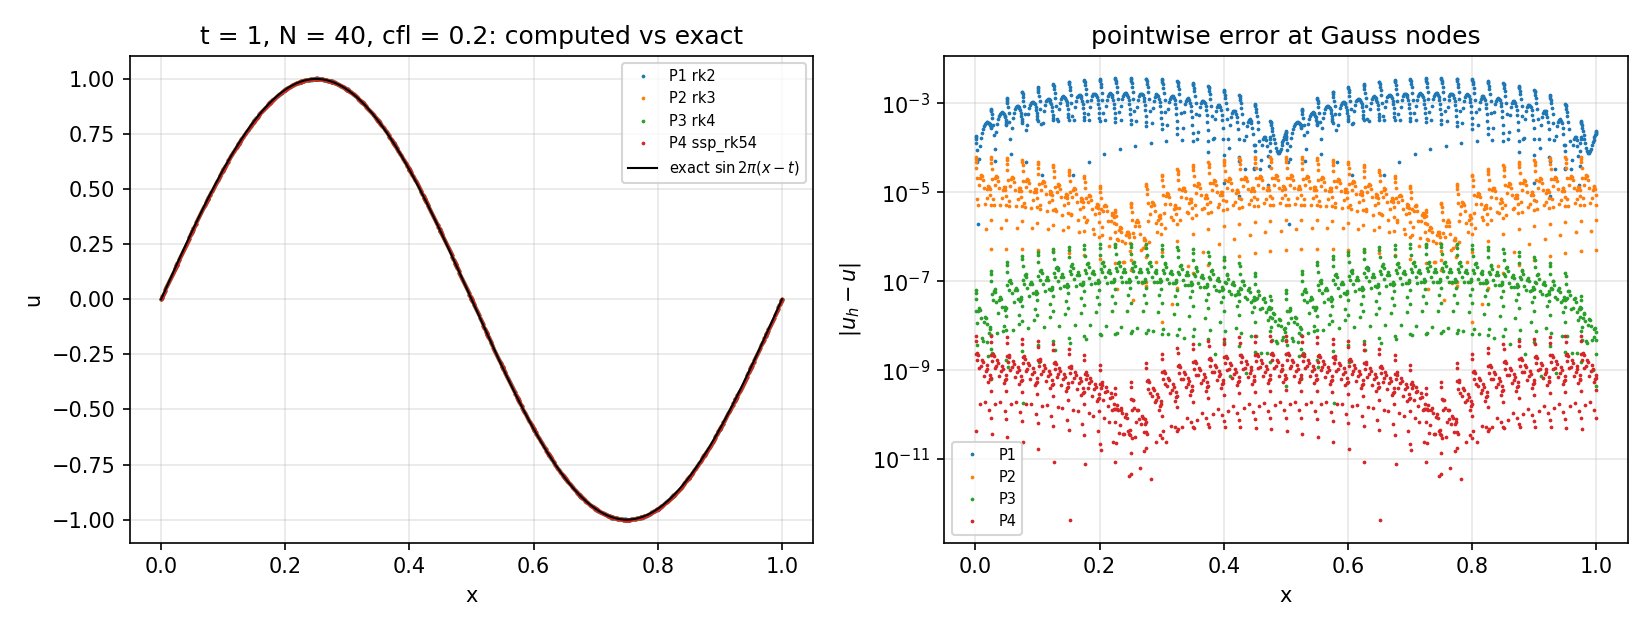 t = 1, N = 40, cfl = 0.2: computed vs exact
1.00
0.75
0.50
0.25
0.00
−0.25
−0.50
−0.75
−1.00
u
P1 rk2
P2 rk3
P3 rk4
P4 ssp_rk54
exact sin 2π(x − t)
0.0 0.2 0.4 0.6 0.8 1.0
x
pointwise error at Gauss nodes
10⁻³
10⁻⁵
10⁻⁷
10⁻⁹
10⁻¹¹
|u_h − u|
P1
P2
P3
P4
0.0 0.2 0.4 0.6 0.8 1.0
x